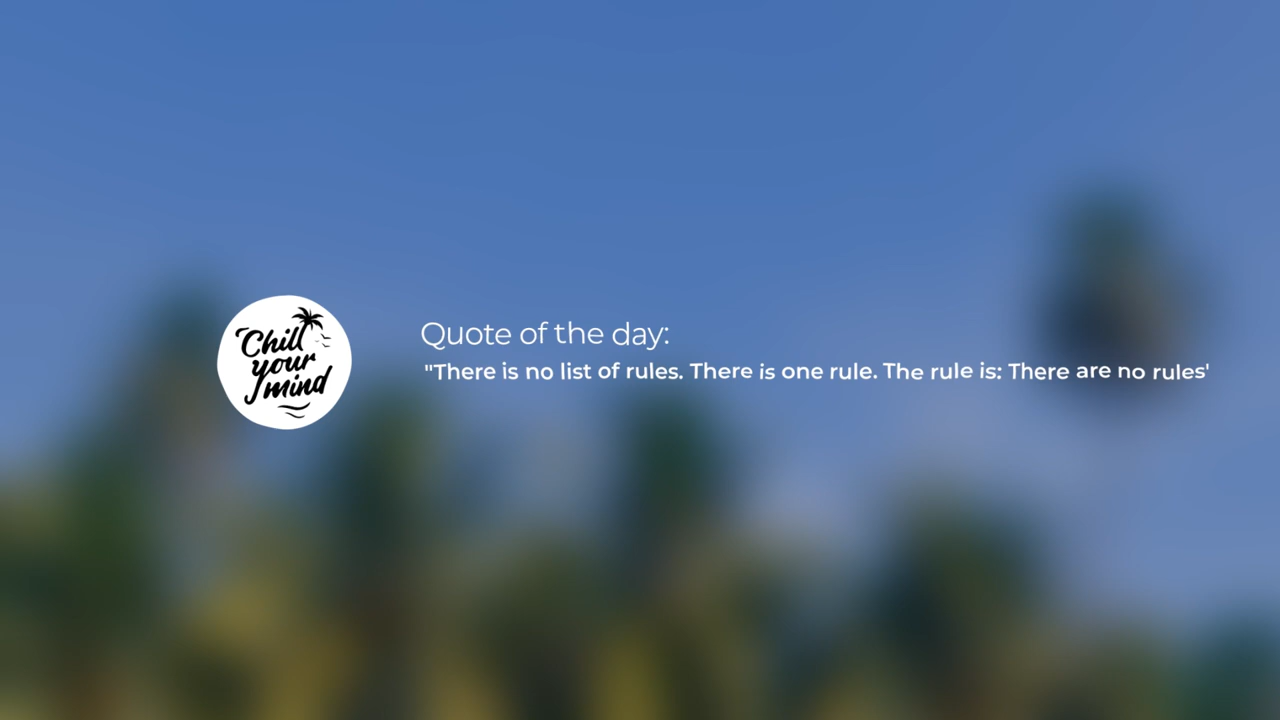 Chill
your
mind
Quote of the day:
"There is no list of rules. There is one rule. The rule is: There are no rules'